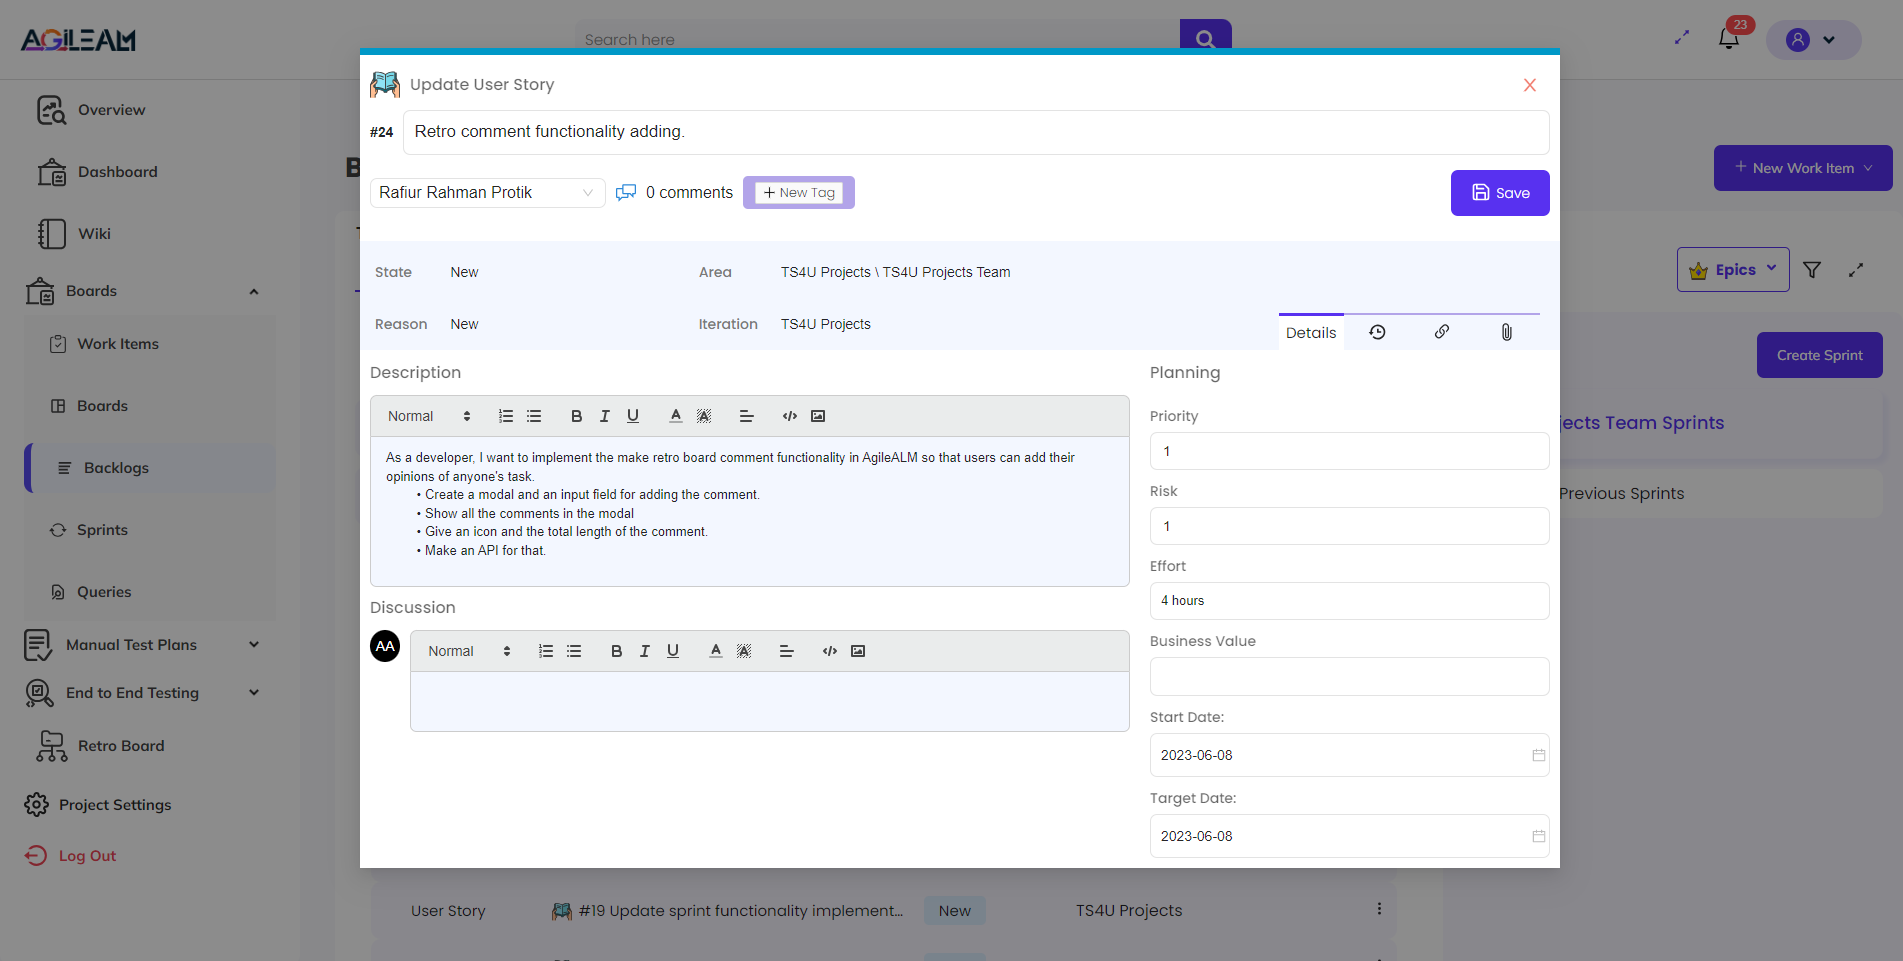 AGiLEAM
Search here
23
Overview
Dashboard
Wiki
Boards
Work Items
Boards
Backlogs
Sprints
Queries
Manual Test Plans
End to End Testing
Retro Board
Project Settings
Log Out
Update User Story
#24 Retro comment functionality adding.
Rafiur Rahman Protik
0 comments
+ New Tag
Save
State New Area TS4U Projects \ TS4U Projects Team
Reason New Iteration TS4U Projects
Details
Description
Normal
As a developer, I want to implement the make retro board comment functionality in AgileALM so that users can add their
opinions of anyone's task.
• Create a modal and an input field for adding the comment.
• Show all the comments in the modal
• Give an icon and the total length of the comment.
• Make an API for that.
Discussion
AA
Normal
Planning
Priority
1
Risk
1
Effort
4 hours
Business Value
Start Date:
2023-06-08
Target Date:
2023-06-08
+ New Work Item
Epics
Create Sprint
Team Sprints
Previous Sprints
User Story #19 Update sprint functionality implement... New TS4U Projects